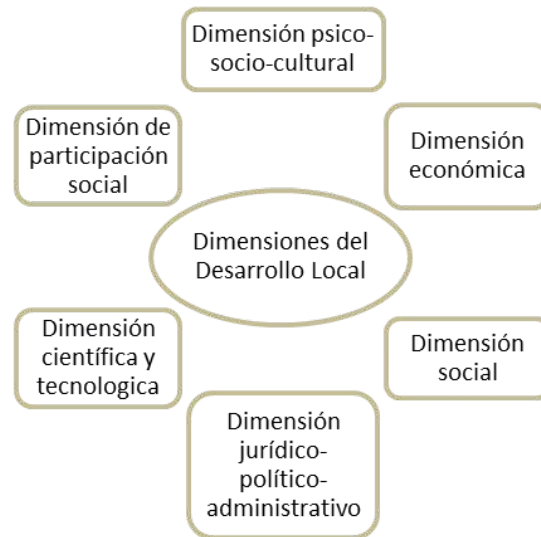 Dimensión psico-
socio-cultural
Dimensión de
participación
social
Dimensión
económica
Dimensiones del
Desarrollo Local
Dimensión
científica y
tecnologica
Dimensión
social
Dimensión
jurídico-
político-
administrativo